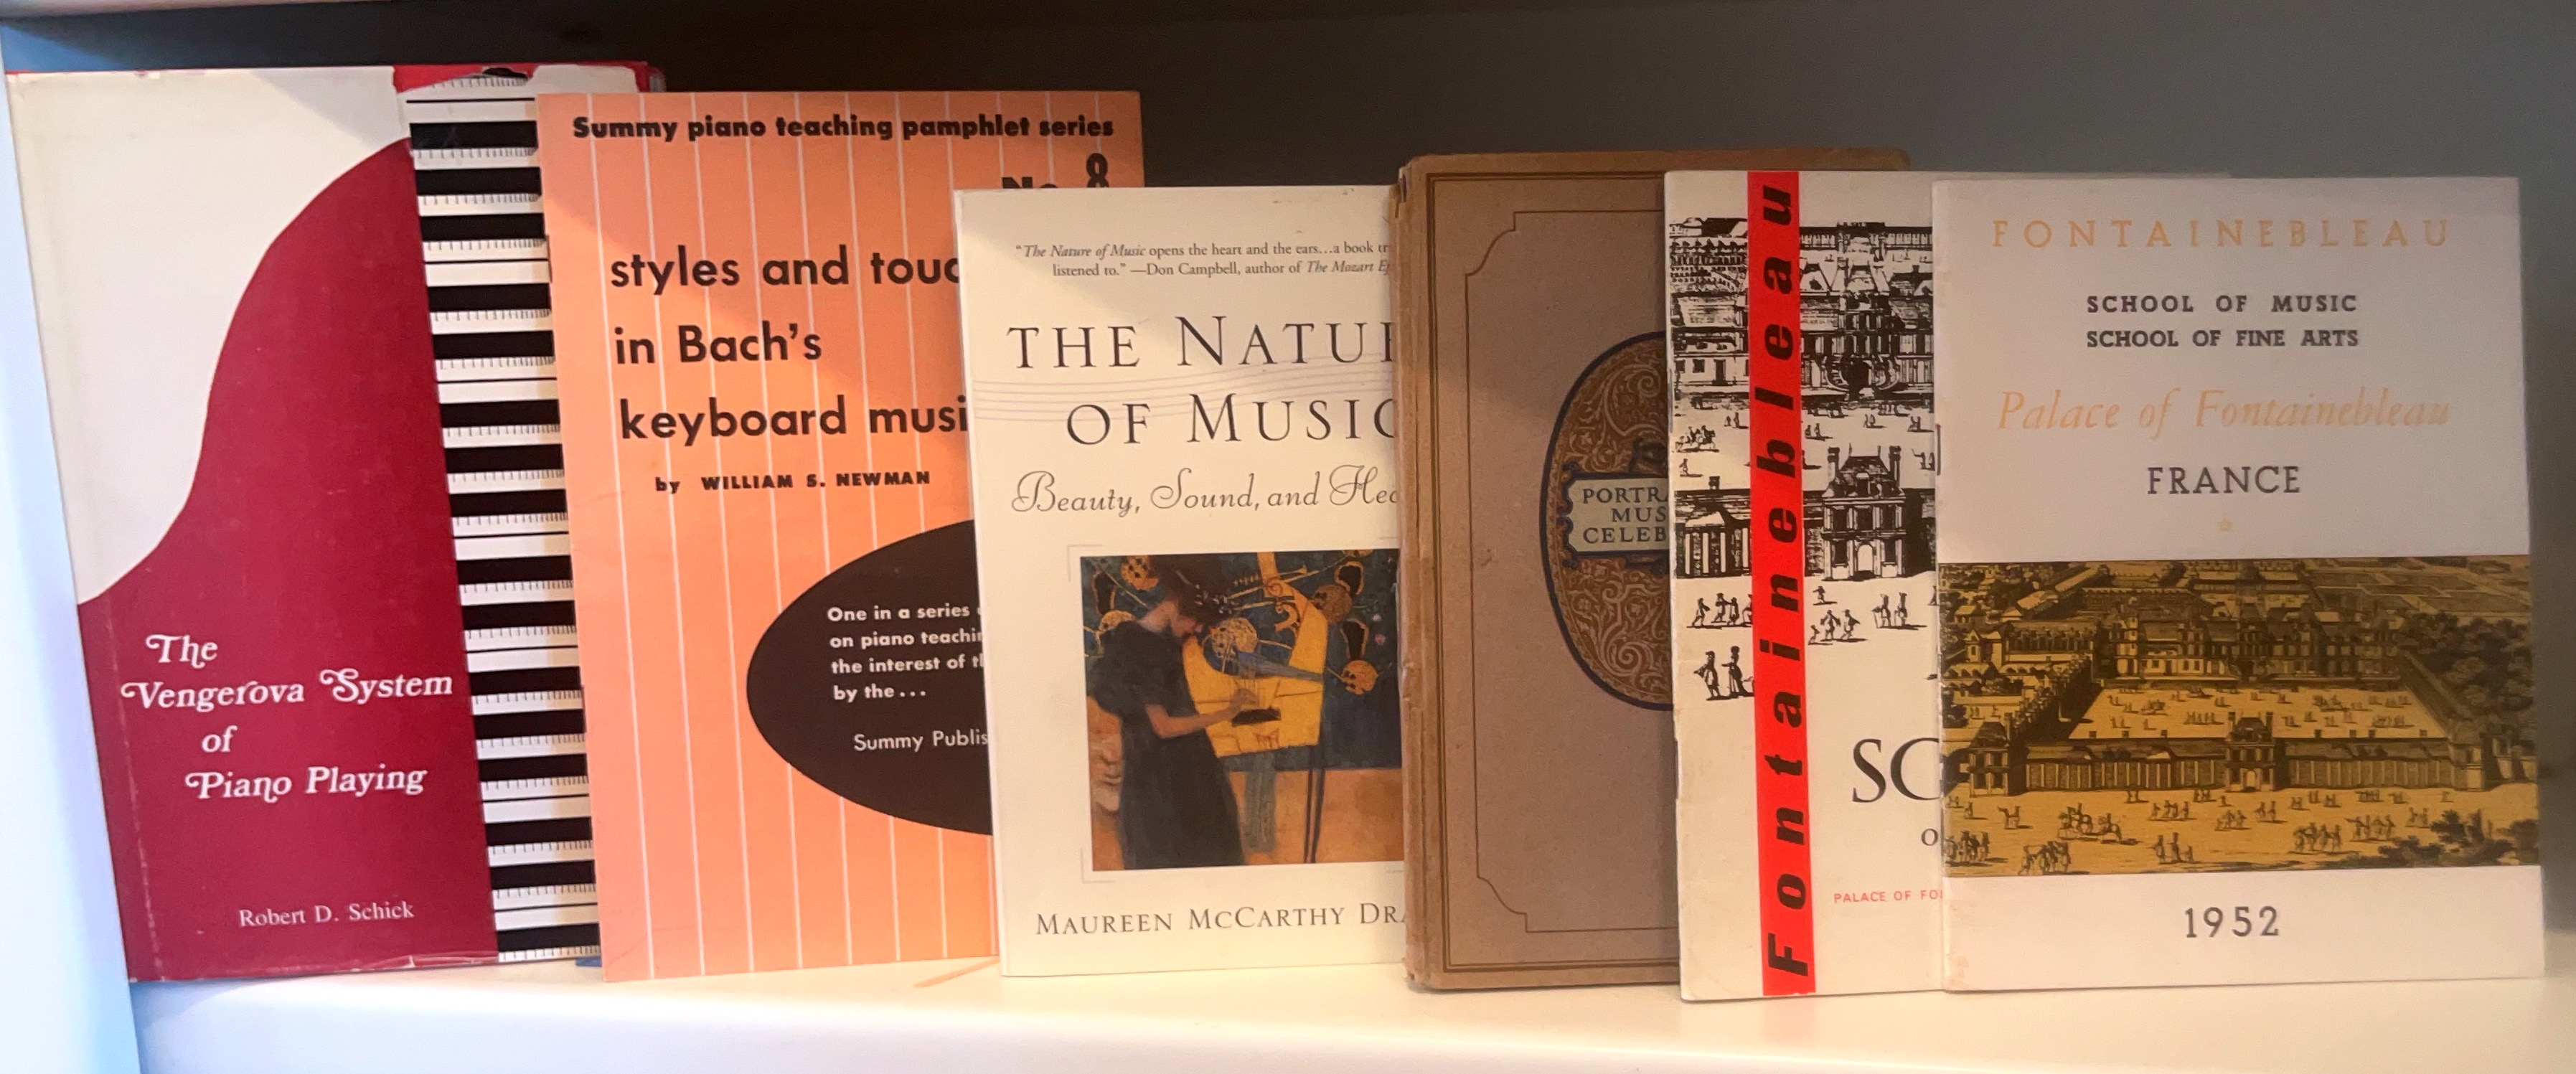 The
Vengerova System
of
Piano Playing
Robert D. Schick
Summy piano teaching pamphlet series
No. 8
styles and touc
in Bach's
keyboard musi
by WILLIAM S. NEWMAN
One in a series
on piano teachin
the interest of t
by the...
Summy Publis
"The Nature of Music opens the heart and the ears...a book tr
listened to." —Don Campbell, author of The Mozart E
THE NATU
OF MUSIC
Beauty, Sound, and Hea
MAUREEN MCCARTHY DRA
PORTRA
MUS
CELEB
Fontainebleau
SC
O
PALACE OF FO
FONTAINEBLEAU
SCHOOL OF MUSIC
SCHOOL OF FINE ARTS
Palace of Fontainebleau
FRANCE
1952